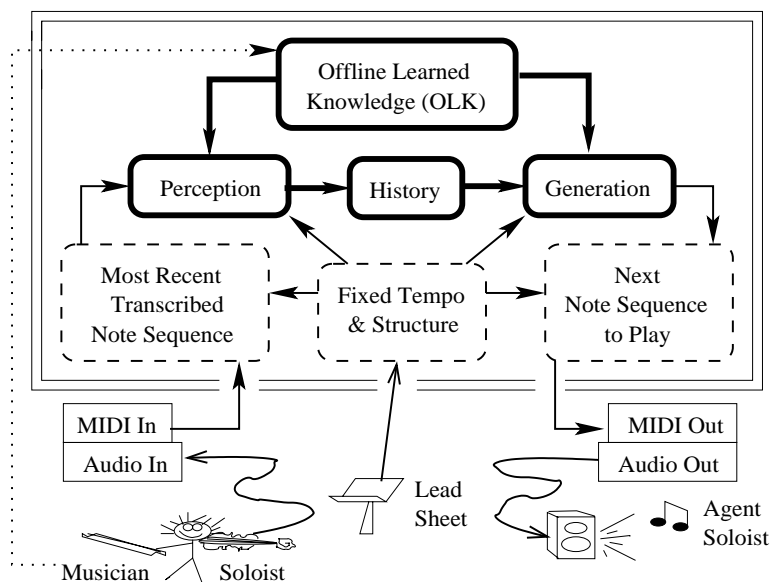 Offline Learned
Knowledge (OLK)
Perception
History
Generation
Most Recent
Transcribed
Note Sequence
Fixed Tempo
& Structure
Next
Note Sequence
to Play
MIDI In
Audio In
MIDI Out
Audio Out
Lead
Sheet
Agent
Soloist
Musician
Soloist